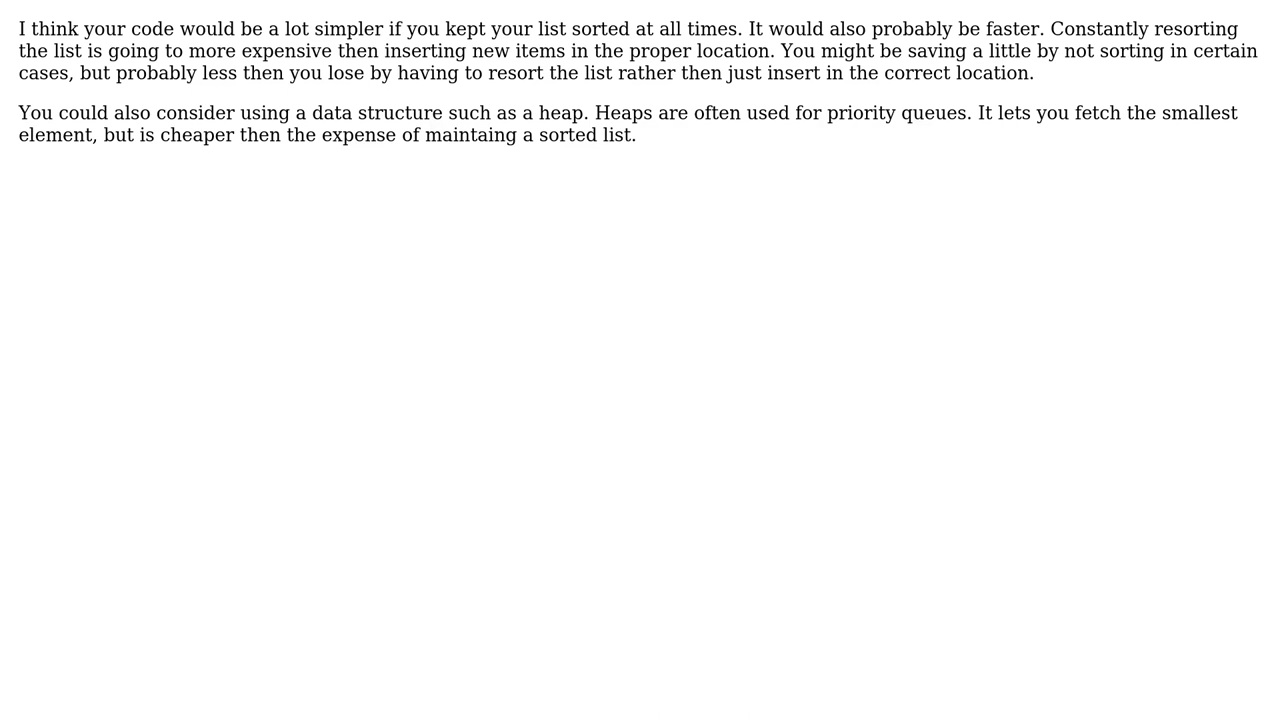 I think your code would be a lot simpler if you kept your list sorted at all times. It would also probably be faster. Constantly resorting
the list is going to more expensive then inserting new items in the proper location. You might be saving a little by not sorting in certain
cases, but probably less then you lose by having to resort the list rather then just insert in the correct location.
You could also consider using a data structure such as a heap. Heaps are often used for priority queues. It lets you fetch the smallest
element, but is cheaper then the expense of maintaing a sorted list.